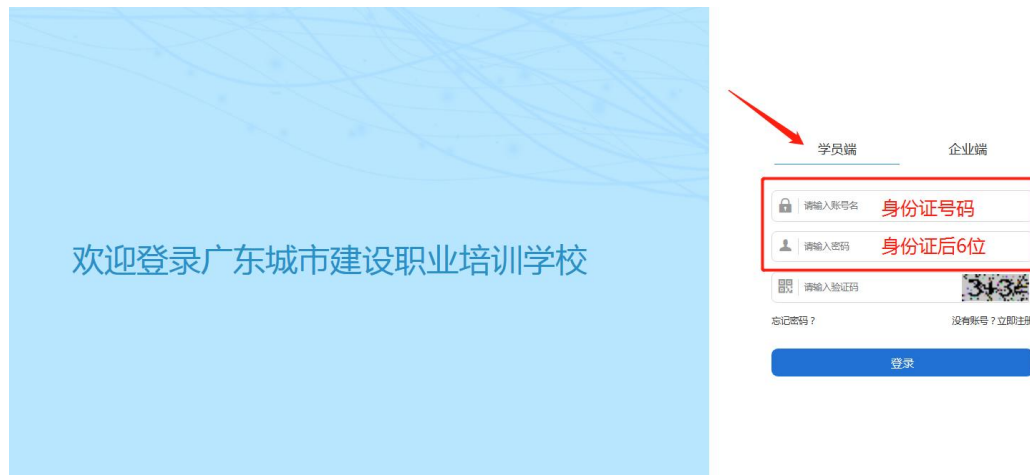 学员端
企业端
请输入账号名
身份证号码
请输入密码
身份证后6位
欢迎登录广东城市建设职业培训学校
请输入验证码
忘记密码？
没有账号？立即注册
登录